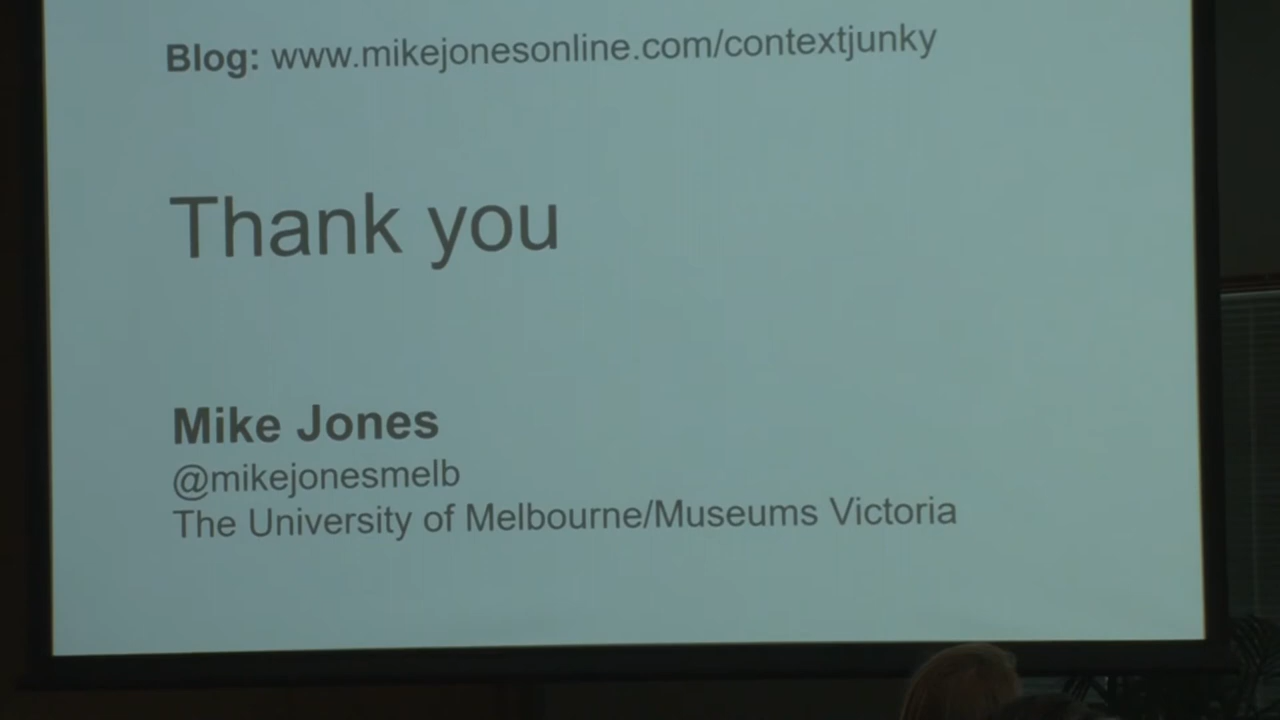 Blog: www.mikejonesonline.com/contextjunky
Thank you
Mike Jones
@mikejonesmelb
The University of Melbourne/Museums Victoria